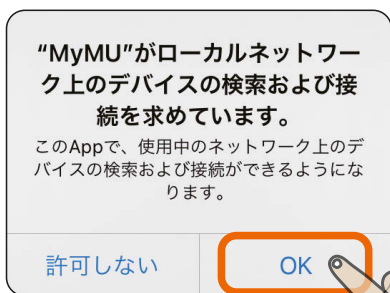 “MyMU”がローカルネットワー
ク上のデバイスの検索および接
続を求めています。
このAppで、使用中のネットワーク上のデ
バイスの検索および接続ができるようにな
ります。
許可しない
OK